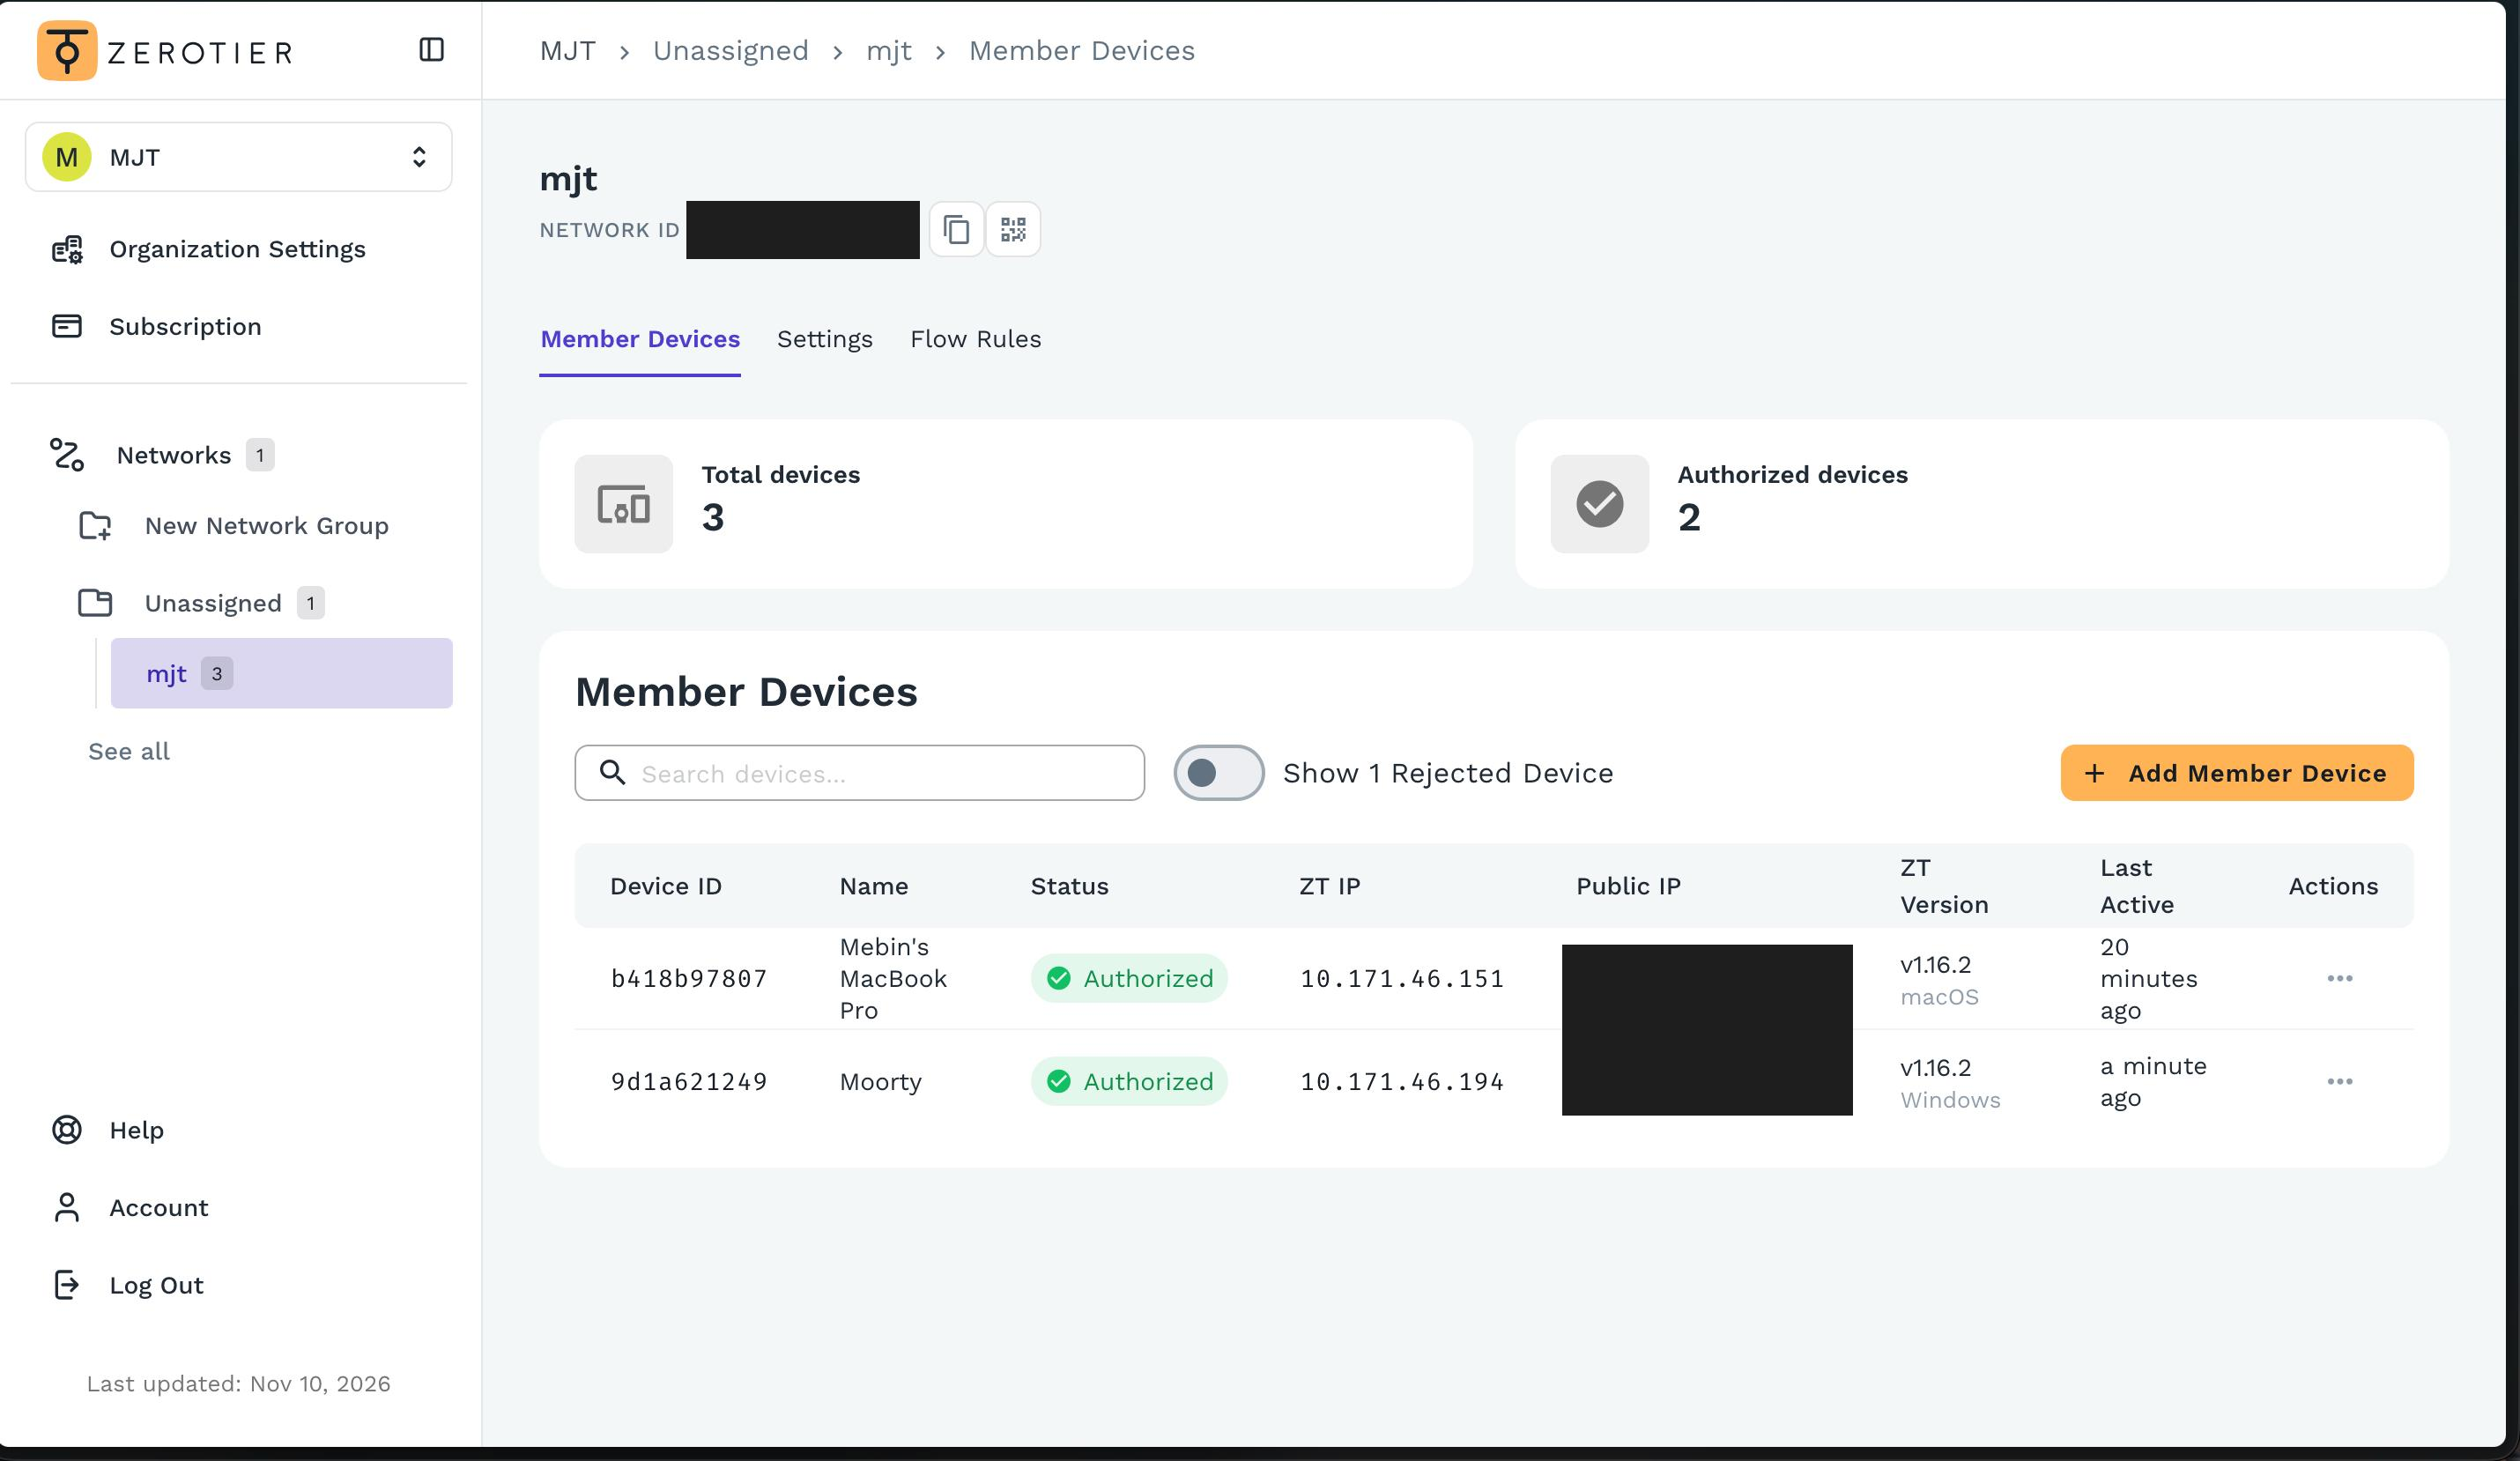 ZEROTIER
MJT › Unassigned › mjt › Member Devices
M MJT
Organization Settings
Subscription
Networks 1
New Network Group
Unassigned 1
mjt 3
See all
Help
Account
Log Out
Last updated: Nov 10, 2026
mjt
NETWORK ID
Member Devices Settings Flow Rules
Total devices
3
Authorized devices
2
Member Devices
Search devices...
Show 1 Rejected Device
+ Add Member Device
Device ID Name Status ZT IP Public IP ZT Version Last Active Actions
b418b97807 Mebin's MacBook Pro Authorized 10.171.46.151 v1.16.2 macOS 20 minutes ago
9d1a621249 Moorty Authorized 10.171.46.194 v1.16.2 Windows a minute ago